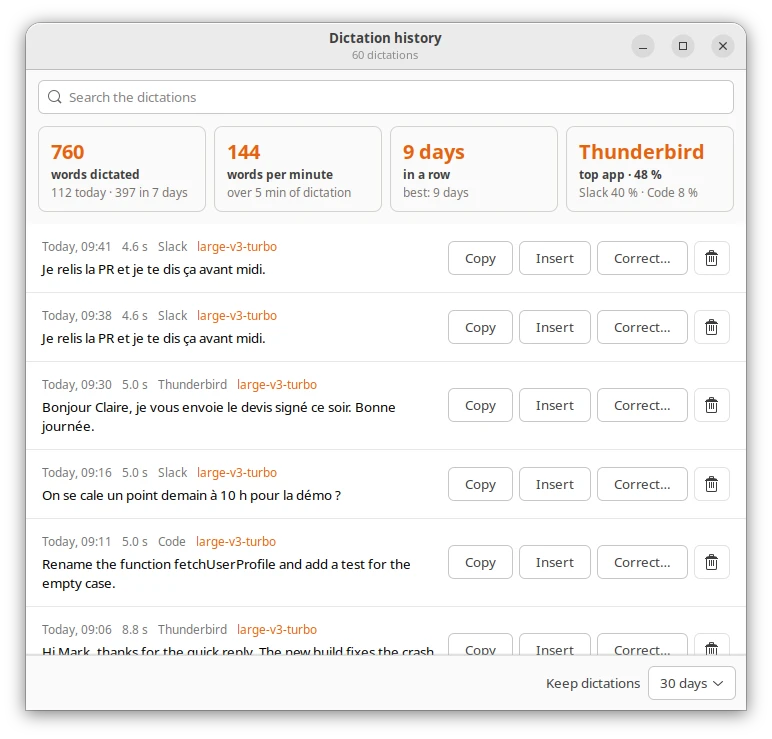 Dictation history
60 dictations
Search the dictations
760
words dictated
112 today · 397 in 7 days
144
words per minute
over 5 min of dictation
9 days
in a row
best: 9 days
Thunderbird
top app · 48 %
Slack 40 % · Code 8 %
Today, 09:41 4.6 s Slack large-v3-turbo
Je relis la PR et je te dis ça avant midi.
Copy Insert Correct...
Today, 09:38 4.6 s Slack large-v3-turbo
Je relis la PR et je te dis ça avant midi.
Copy Insert Correct...
Today, 09:30 5.0 s Thunderbird large-v3-turbo
Bonjour Claire, je vous envoie le devis signé ce soir. Bonne
journée.
Copy Insert Correct...
Today, 09:16 5.0 s Slack large-v3-turbo
On se cale un point demain à 10 h pour la démo ?
Copy Insert Correct...
Today, 09:11 5.0 s Code large-v3-turbo
Rename the function fetchUserProfile and add a test for the
empty case.
Copy Insert Correct...
Today, 09:06 8.8 s Thunderbird large-v3-turbo
Hi Mark, thanks for the quick reply. The new build fixes the crash
Copy Insert Correct...
Keep dictations 30 days